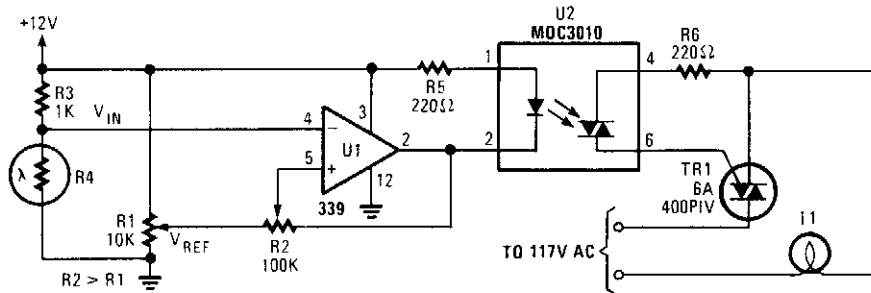 +12V
R3
1K
V_IN
λ
R4
R1
10K
R2 > R1
V_REF
R2
100K
4
−
5
+
3
U1
2
12
339
R5
220Ω
U2
MOC3010
1
2
4
6
R6
220Ω
TR1
6A
400PIV
TO 117V AC
I1